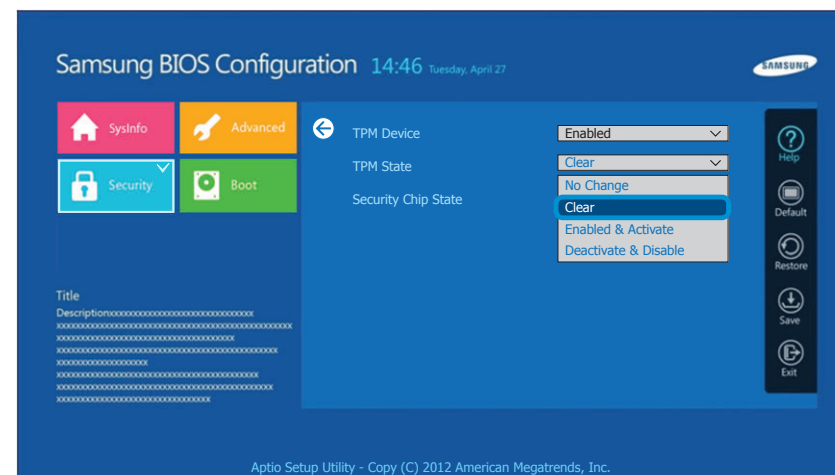 Samsung BIOS Configuration 14:46 Tuesday, April 27
SAMSUNG
SysInfo
Advanced
Security
Boot
TPM Device
Enabled
TPM State
Clear
No Change
Clear
Enabled & Activate
Deactivate & Disable
Security Chip State
Help
Default
Restore
Save
Exit
Title
Descriptionxxxxxxxxxxxxxxxxxxxxxxxxxxxxx
Aptio Setup Utility - Copy (C) 2012 American Megatrends, Inc.